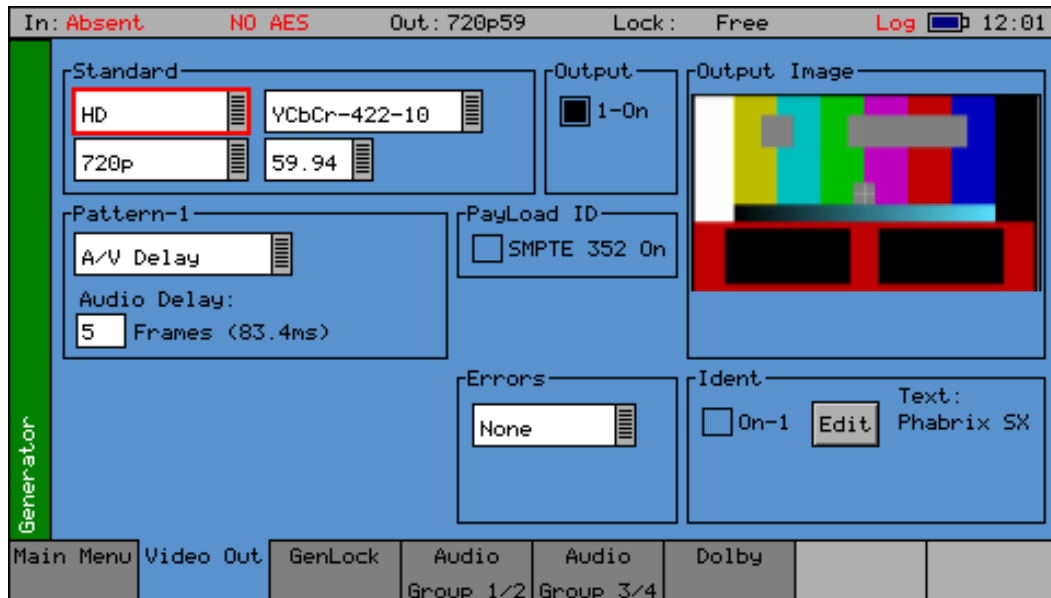 In: Absent NO AES Out: 720p59 Lock: Free Log 12:01
Generator
Standard
HD YCbCr-422-10
720p 59.94
Output
1-On
Output Image
Pattern-1
A/V Delay
Audio Delay:
5 Frames (83.4ms)
PayLoad ID
SMPTE 352 On
Errors
None
Ident
On-1 Edit Text:
Phabrix SX
Main Menu Video Out GenLock Audio Group 1/2 Audio Group 3/4 Dolby